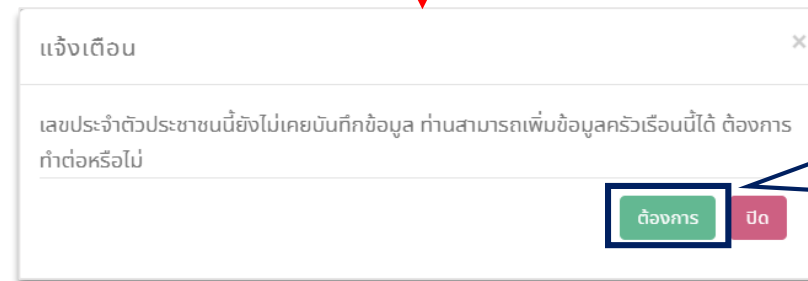 แจ้งเตือน ×
เลขประจำตัวประชาชนนี้ยังไม่เคยบันทึกข้อมูล ท่านสามารถเพิ่มข้อมูลครัวเรือนนี้ได้ ต้องการ
ทำต่อหรือไม่
ต้องการ ปิด